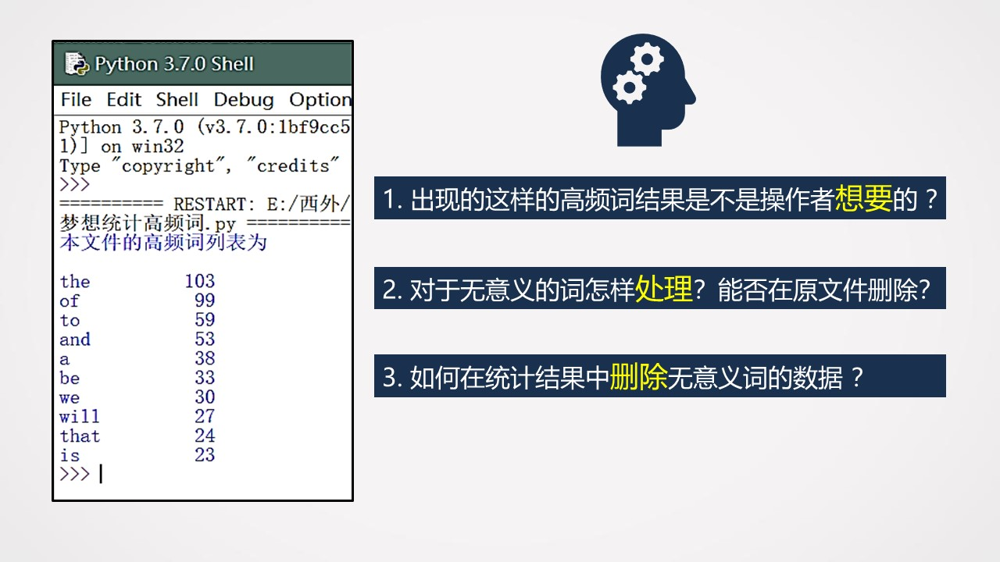 Python 3.7.0 Shell
File Edit Shell Debug Option
Python 3.7.0 (v3.7.0:1bf9cc5
1)] on win32
Type "copyright", "credits"
>>>
========== RESTART: E:/西外/
梦想统计高频词.py ==========
本文件的高频词列表为
the 103
of 99
to 59
and 53
a 38
be 33
we 30
will 27
that 24
is 23
>>>
1. 出现的这样的高频词结果是不是操作者想要的？
2. 对于无意义的词怎样处理？能否在原文件删除？
3. 如何在统计结果中删除无意义词的数据？